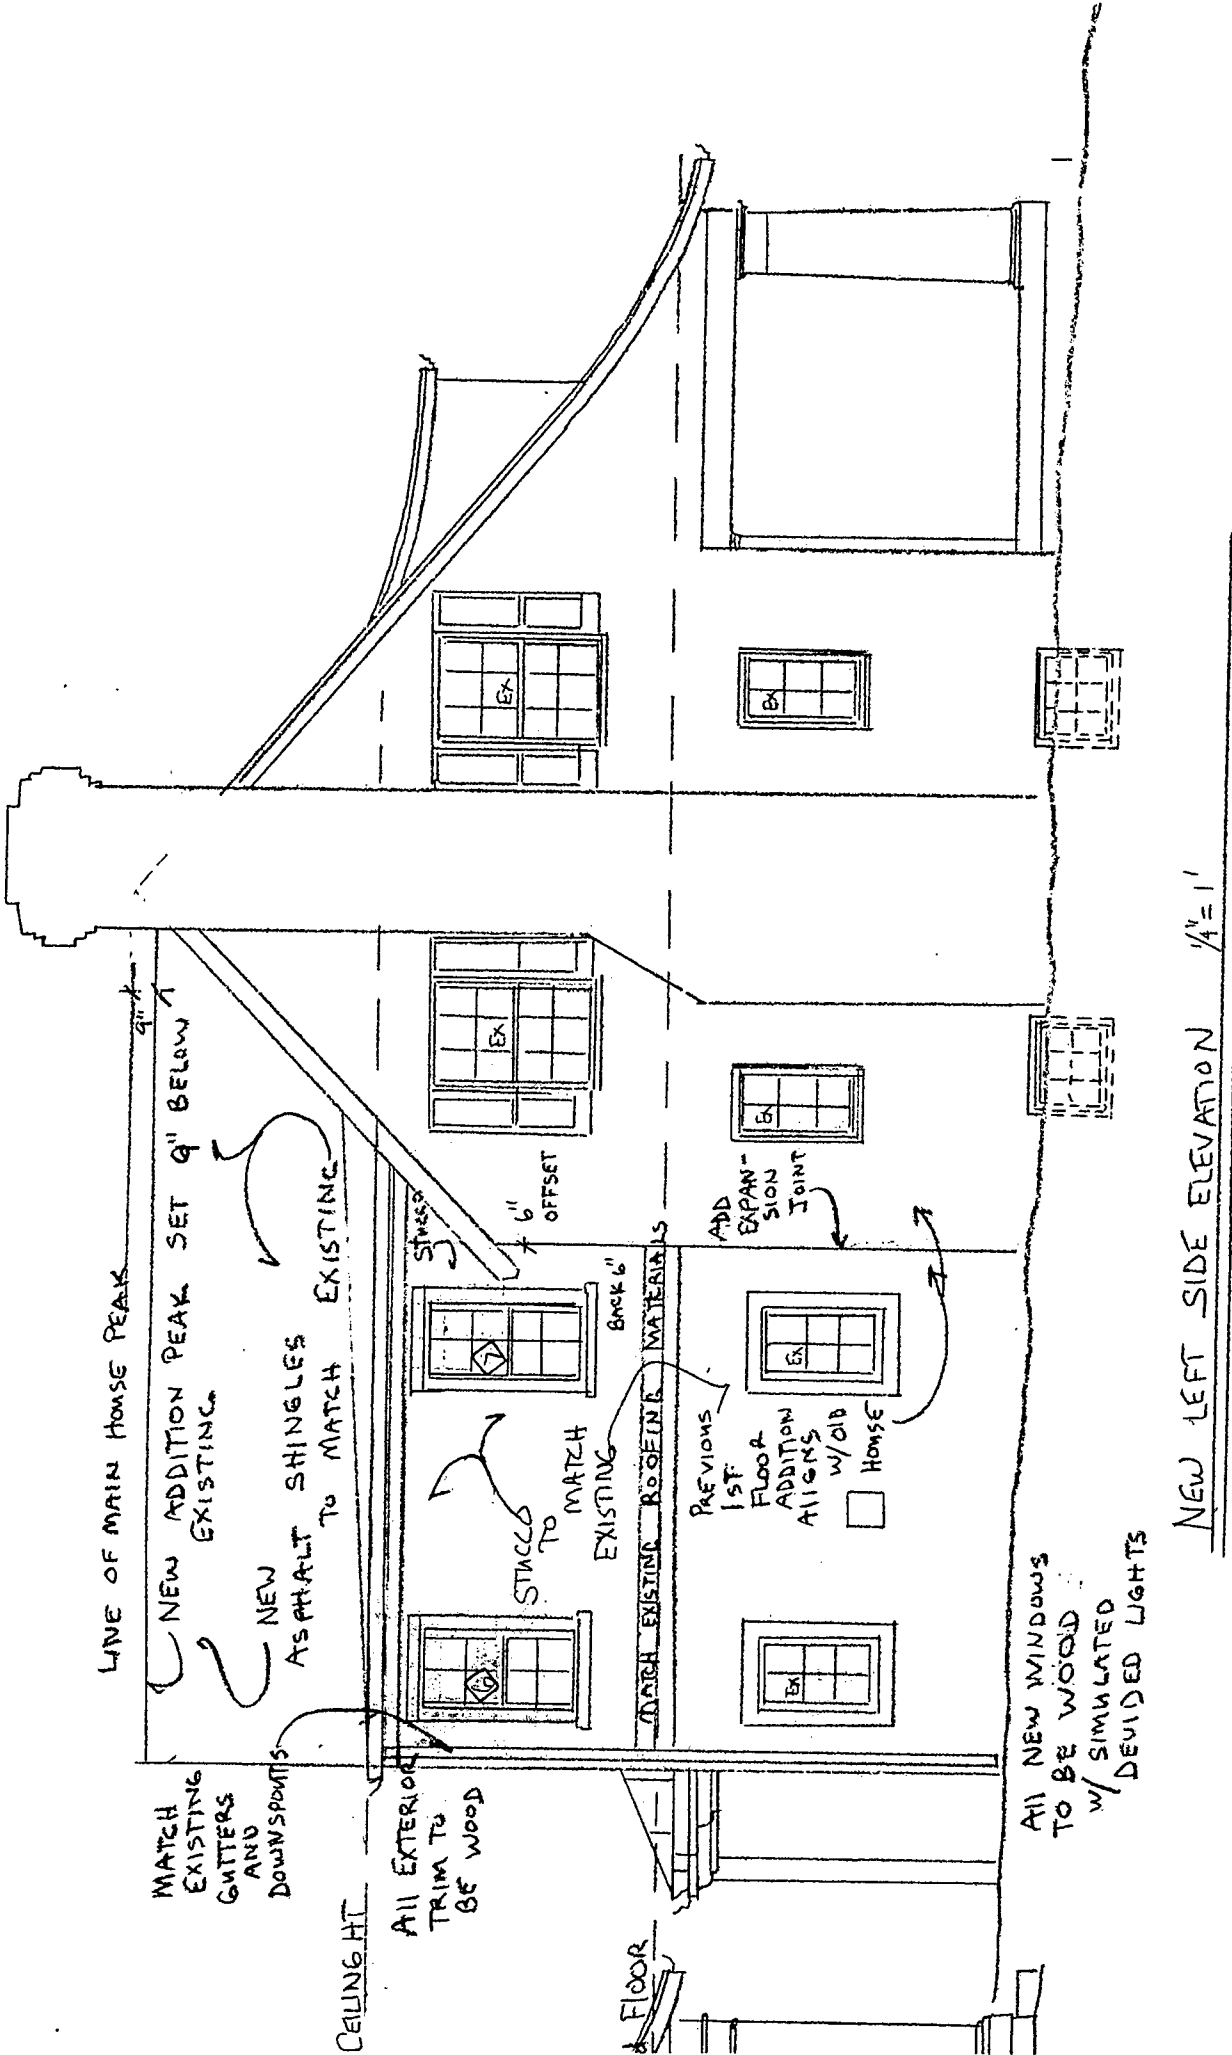 LINE OF MAIN HOUSE PEAK
9"
NEW ADDITION PEAK SET 9" BELOW
EXISTING
NEW
ASPHALT SHINGLES
TO MATCH EXISTING
MATCH
EXISTING
GUTTERS
AND
DOWNSPOUTS
CEILING HT
All EXTERIOR
TRIM TO
BE WOOD
STUCCO
6"
OFFSET
BACK 6"
6
7
Ex
Ex
STUCCO
TO
MATCH
EXISTING
MATCH EXISTING ROOFING MATERIALS
FLOOR
PREVIOUS
1ST
FLOOR
ADDITION
AlIGNS
W/OlD
HOUSE
ADD
EXPAN-
SION
JOINT
Ex
Ex
Ex
Ex
All NEW WINDOWS
TO BE WOOD
W/ SIMULATED
DEVIDED LIGHTS
NEW LEFT SIDE ELEVATION 1/4"=1'